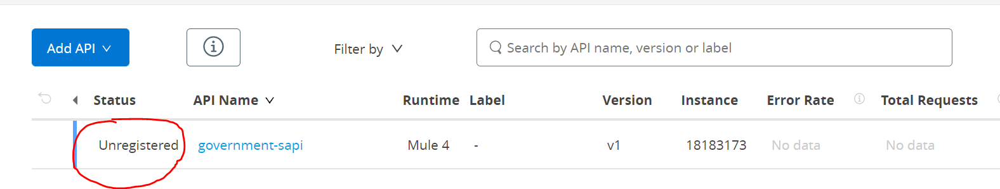 Add API Filter by Search by API name, version or label
Status API Name Runtime Label Version Instance Error Rate Total Requests
Unregistered government-sapi Mule 4 - v1 18183173 No data No data